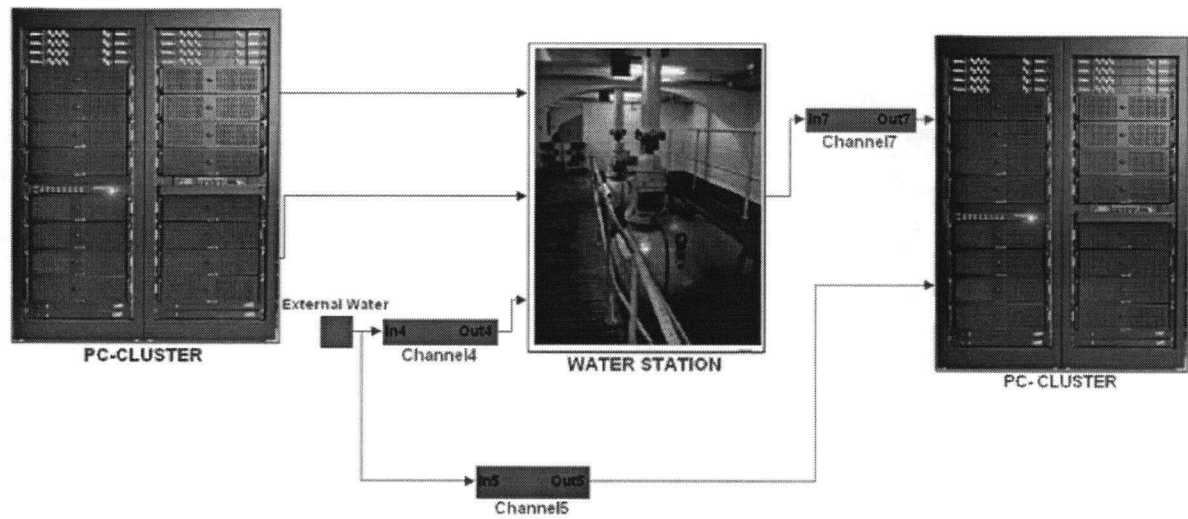 In7 Out7
Channel7
External Water
In4 Out4
PC-CLUSTER
Channel4
WATER STATION
PC- CLUSTER
In5 Out5
Channel5